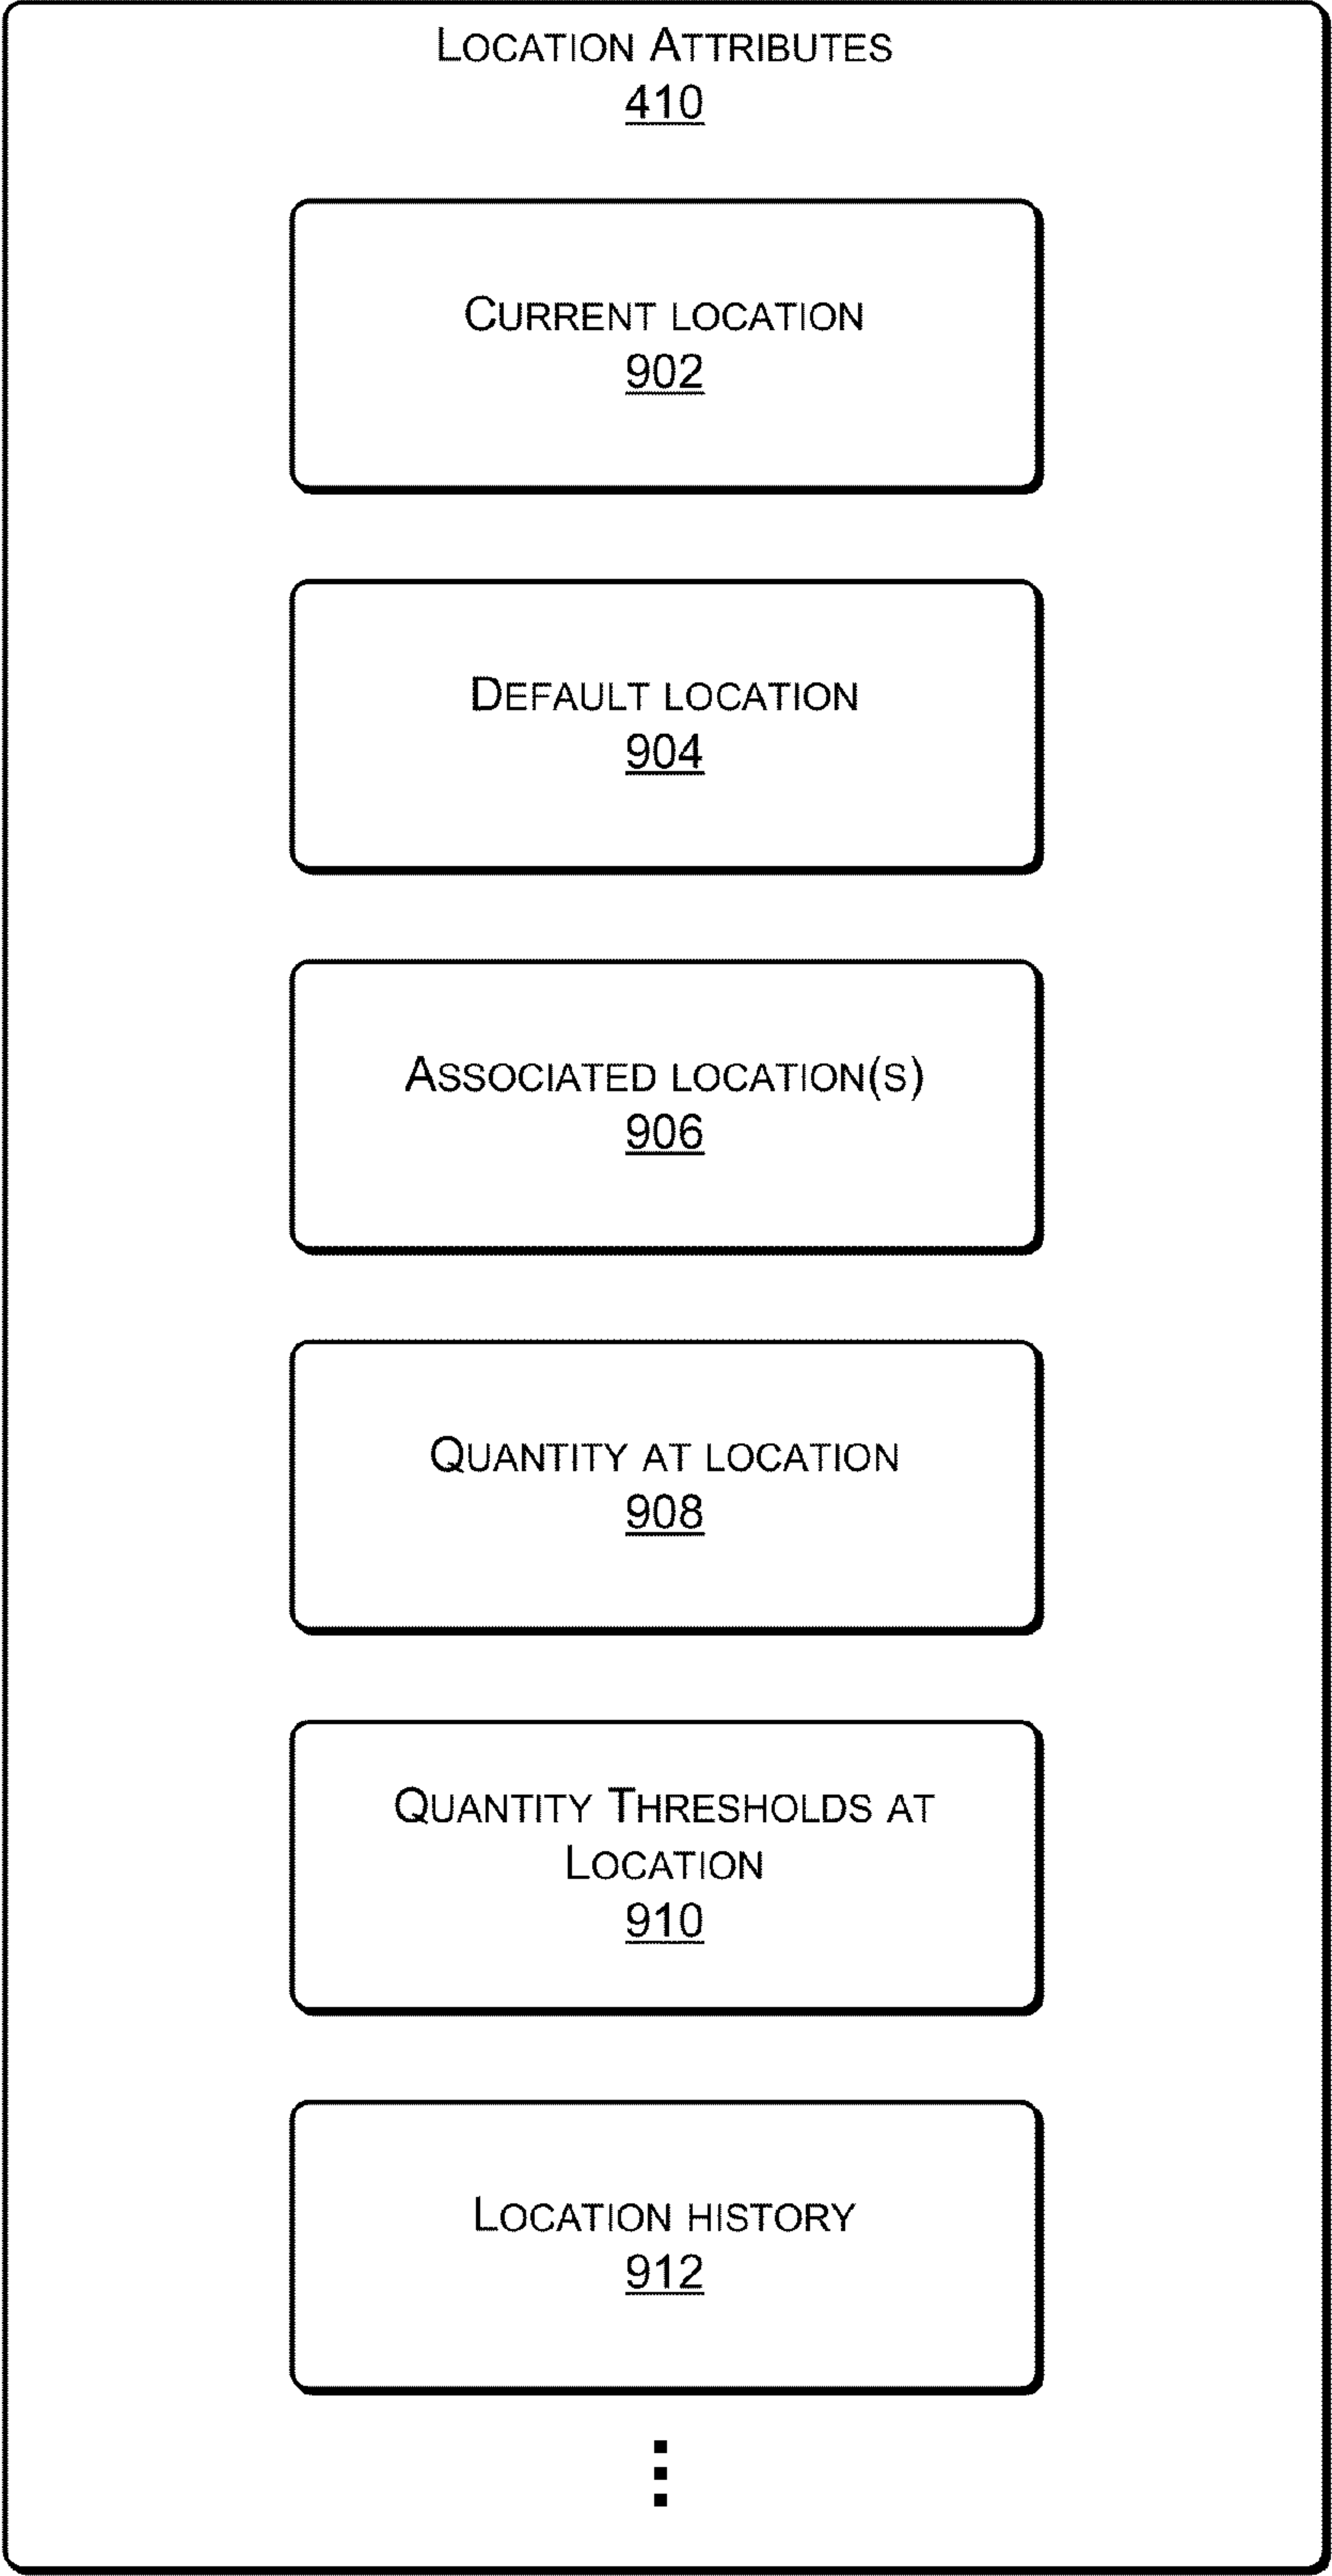 LOCATION ATTRIBUTES
410
CURRENT LOCATION
902
DEFAULT LOCATION
904
ASSOCIATED LOCATION(S)
906
QUANTITY AT LOCATION
908
QUANTITY THRESHOLDS AT
LOCATION
910
LOCATION HISTORY
912